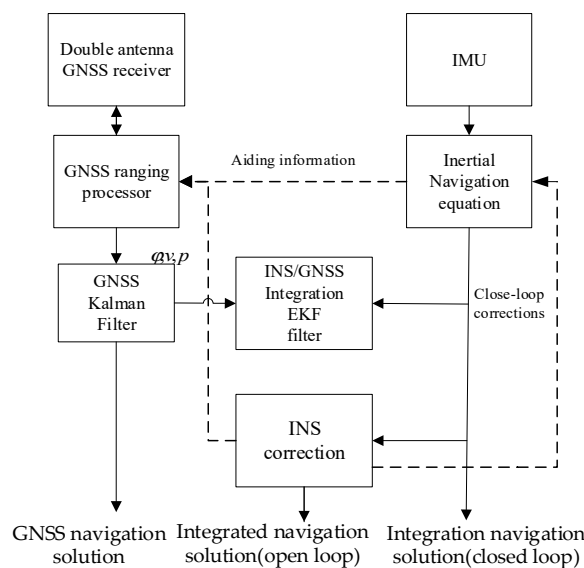 Double antenna
GNSS receiver
IMU
GNSS ranging
processor
Aiding information
Inertial
Navigation
equation
φ,v,p
GNSS
Kalman
Filter
INS/GNSS
Integration
EKF
filter
Close-loop
corrections
INS
correction
GNSS navigation
solution
Integrated navigation
solution(open loop)
Integration navigation
solution(closed loop)